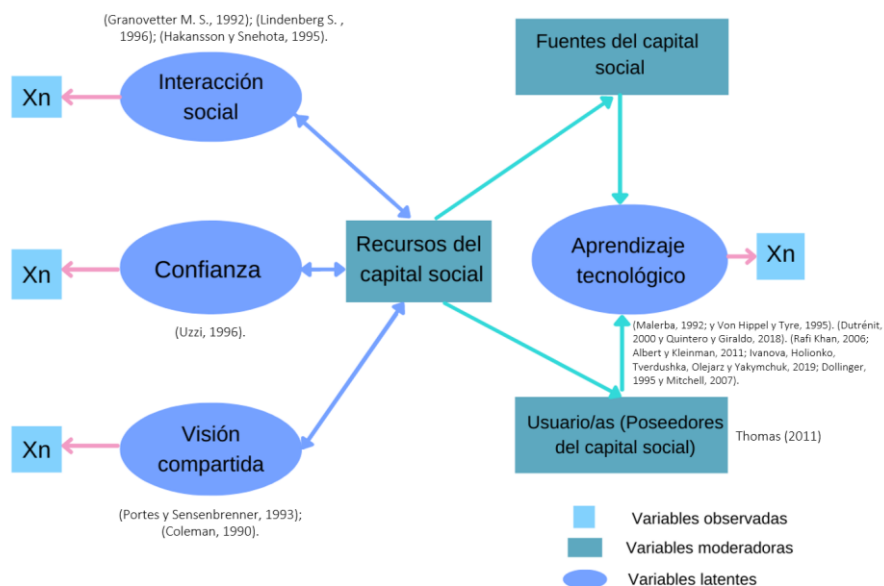 (Granovetter M. S., 1992); (Lindenberg S. ,
1996); (Hakansson y Snehota, 1995).
Xn
Interacción
social
Fuentes del capital
social
Xn
Confianza
(Uzzi, 1996).
Recursos del
capital social
Aprendizaje
tecnológico
Xn
(Malerba, 1992; y Von Hippel y Tyre, 1995). (Dutrénit,
2000 y Quintero y Giraldo, 2018). (Rafi Khan, 2006;
Albert y Kleinman, 2011; Ivanova, Holionko,
Tverdushka, Olejarz y Yakymchuk, 2019; Dollinger,
1995 y Mitchell, 2007).
Xn
Visión
compartida
(Portes y Sensenbrenner, 1993);
(Coleman, 1990).
Usuario/as (Poseedores
del capital social)
Thomas (2011)
Variables observadas
Variables moderadoras
Variables latentes